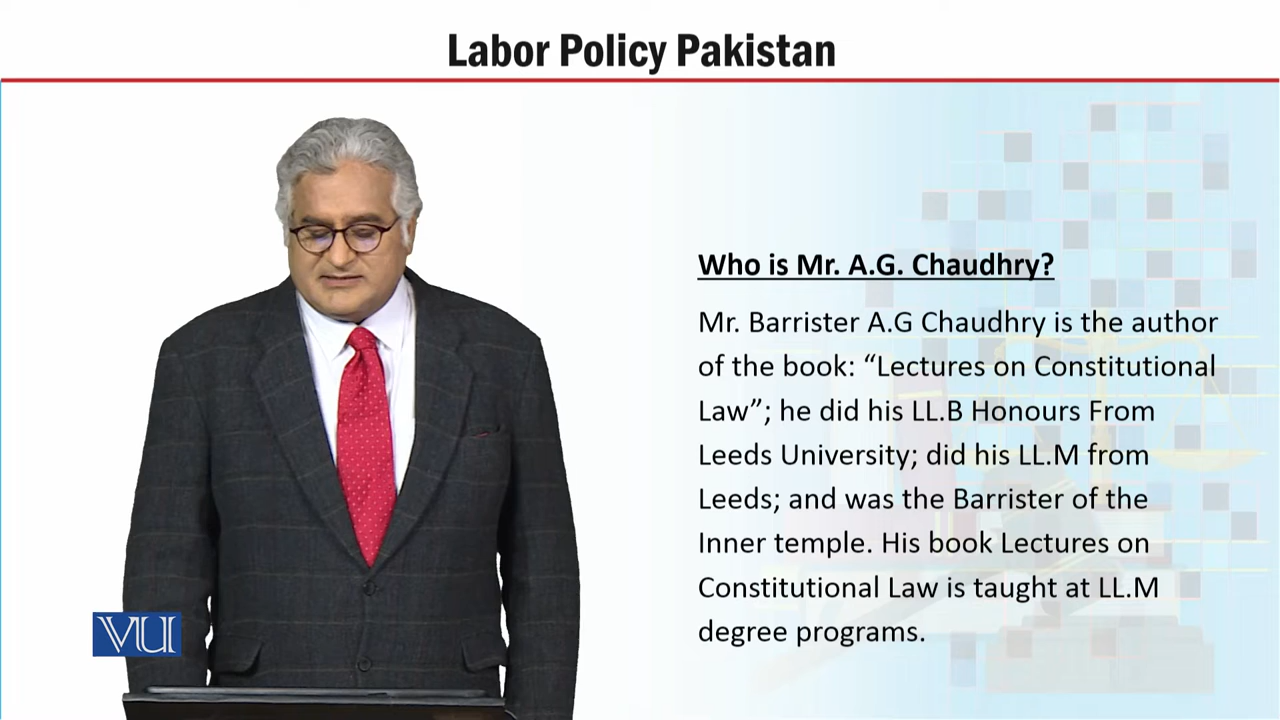 Labor Policy Pakistan
Who is Mr. A.G. Chaudhry?
Mr. Barrister A.G Chaudhry is the author
of the book: “Lectures on Constitutional
Law”; he did his LL.B Honours From
Leeds University; did his LL.M from
Leeds; and was the Barrister of the
Inner temple. His book Lectures on
Constitutional Law is taught at LL.M
degree programs.
VU